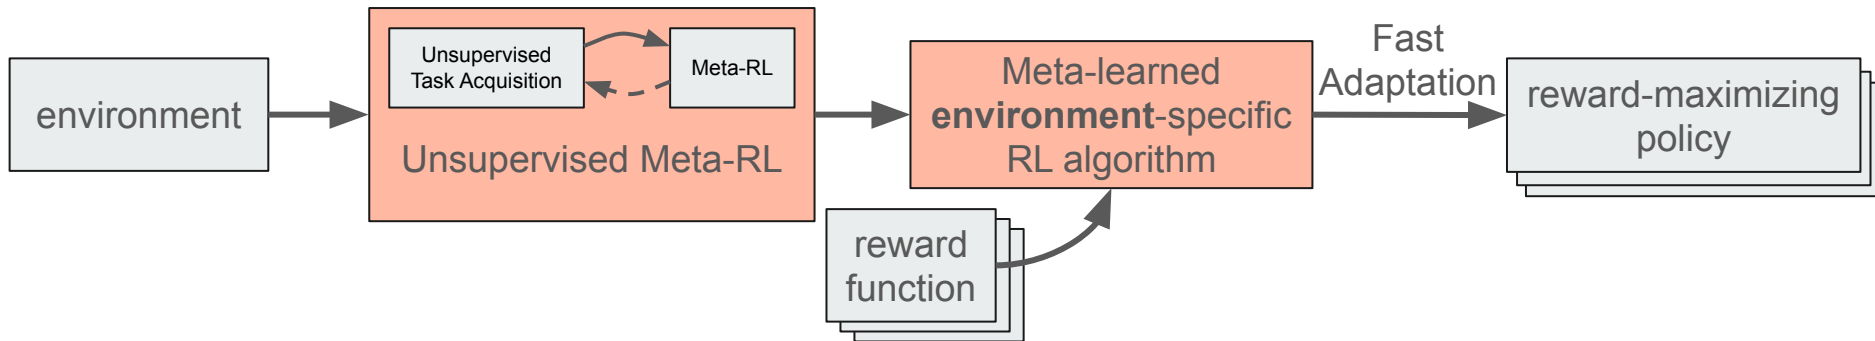 environment
Unsupervised
Task Acquisition
Meta-RL
Unsupervised Meta-RL
Meta-learned
environment-specific
RL algorithm
reward
function
Fast
Adaptation
reward-maximizing
policy